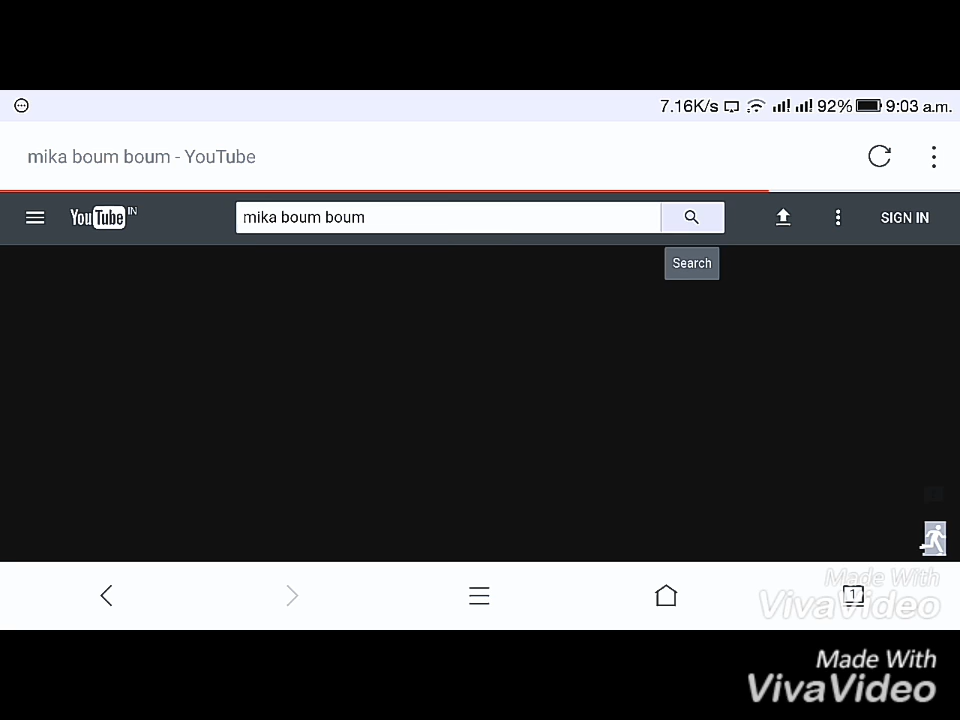 7.16K/s 92% 9:03 a.m.
mika boum boum - YouTube
YouTube IN
mika boum boum
SIGN IN
Search
1
Made With
VivaVideo
Made With
VivaVideo